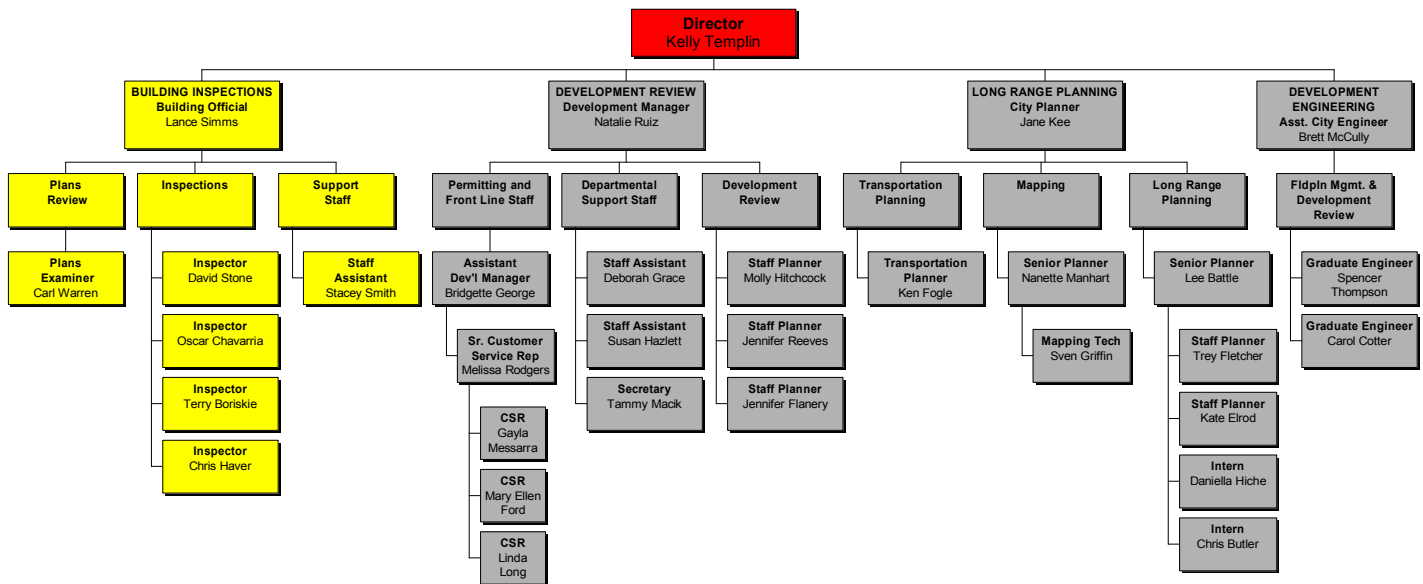 Director
Kelly Templin
BUILDING INSPECTIONS
Building Official
Lance Simms
DEVELOPMENT REVIEW
Development Manager
Natalie Ruiz
LONG RANGE PLANNING
City Planner
Jane Kee
DEVELOPMENT
ENGINEERING
Asst. City Engineer
Brett McCully
Plans
Review
Inspections
Support
Staff
Permitting and
Front Line Staff
Departmental
Support Staff
Development
Review
Transportation
Planning
Mapping
Long Range
Planning
Fldpln Mgmt. &
Development
Review
Plans
Examiner
Carl Warren
Inspector
David Stone
Inspector
Oscar Chavarria
Inspector
Terry Boriskie
Inspector
Chris Haver
Staff
Assistant
Stacey Smith
Assistant
Dev'l Manager
Bridgette George
Sr. Customer
Service Rep
Melissa Rodgers
CSR
Gayla
Messarra
CSR
Mary Ellen
Ford
CSR
Linda
Long
Staff Assistant
Deborah Grace
Staff Assistant
Susan Hazlett
Secretary
Tammy Macik
Staff Planner
Molly Hitchcock
Staff Planner
Jennifer Reeves
Staff Planner
Jennifer Flanery
Transportation
Planner
Ken Fogle
Senior Planner
Nanette Manhart
Mapping Tech
Sven Griffin
Senior Planner
Lee Battle
Staff Planner
Trey Fletcher
Staff Planner
Kate Elrod
Intern
Daniella Hiche
Intern
Chris Butler
Graduate Engineer
Spencer
Thompson
Graduate Engineer
Carol Cotter